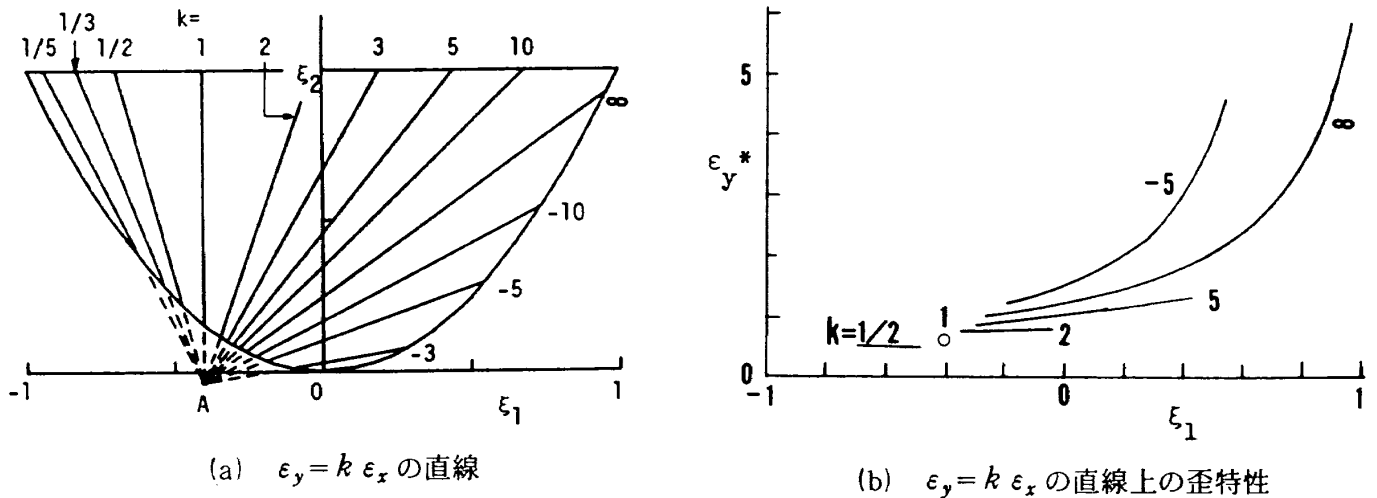 k=
1/5 1/3 1/2 1 2 3 5 10
ξ2
∞
-10
-5
-3
-1 A 0 ξ1 1
(a) εy = k εx の直線
5
εy*
0
-1 0 1
ξ1
∞
-5
5
2
1
k=1/2
(b) εy = k εx の直線上の歪特性